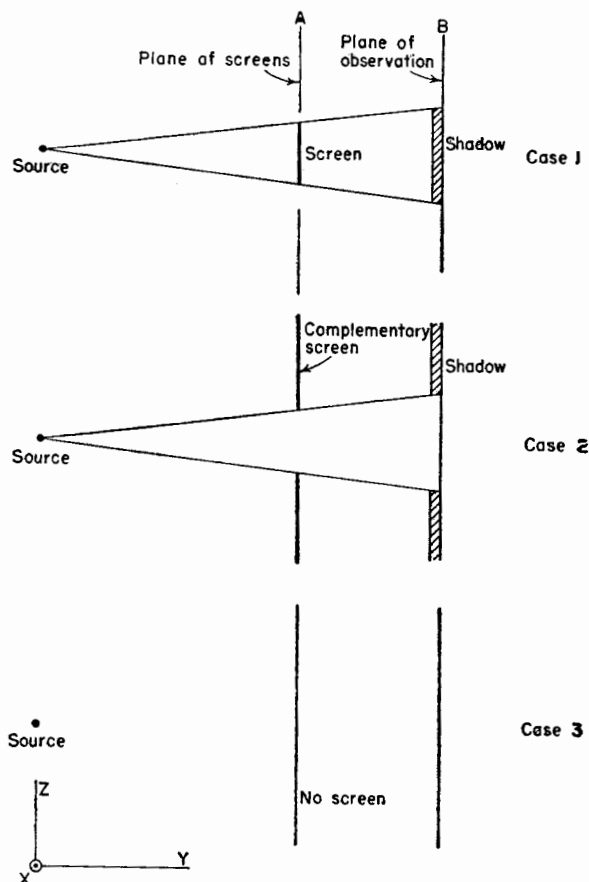 A
B
Plane af screens
Plane of
observation
Source
Screen
Shadow
Case 1
Complementary
screen
Shadow
Source
Case 2
Source
Case 3
No screen
Z
Y
X